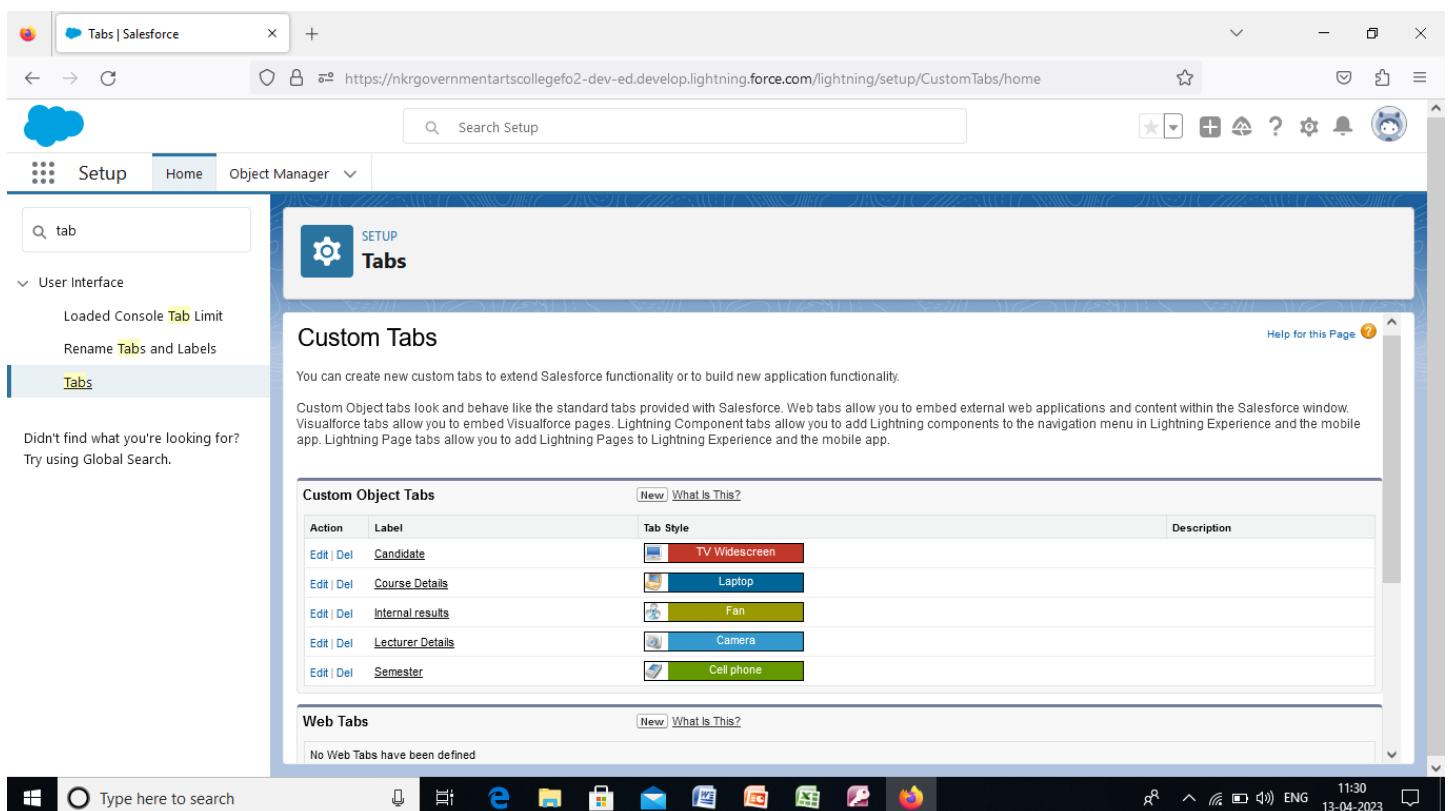 Tabs | Salesforce
https://nkrgovernmentartscollegefo2-dev-ed.develop.lightning.force.com/lightning/setup/CustomTabs/home
Search Setup
Setup Home Object Manager
tab
User Interface
Loaded Console Tab Limit
Rename Tabs and Labels
Tabs
Didn't find what you're looking for?
Try using Global Search.
SETUP
Tabs
Custom Tabs
Help for this Page
You can create new custom tabs to extend Salesforce functionality or to build new application functionality.
Custom Object tabs look and behave like the standard tabs provided with Salesforce. Web tabs allow you to embed external web applications and content within the Salesforce window.
Visualforce tabs allow you to embed Visualforce pages. Lightning Component tabs allow you to add Lightning components to the navigation menu in Lightning Experience and the mobile
app. Lightning Page tabs allow you to add Lightning Pages to Lightning Experience and the mobile app.
Custom Object Tabs New What Is This?
Action Label Tab Style Description
Edit | Del Candidate TV Widescreen
Edit | Del Course Details Laptop
Edit | Del Internal results Fan
Edit | Del Lecturer Details Camera
Edit | Del Semester Cell phone
Web Tabs New What Is This?
No Web Tabs have been defined
Type here to search
ENG
11:30
13-04-2023